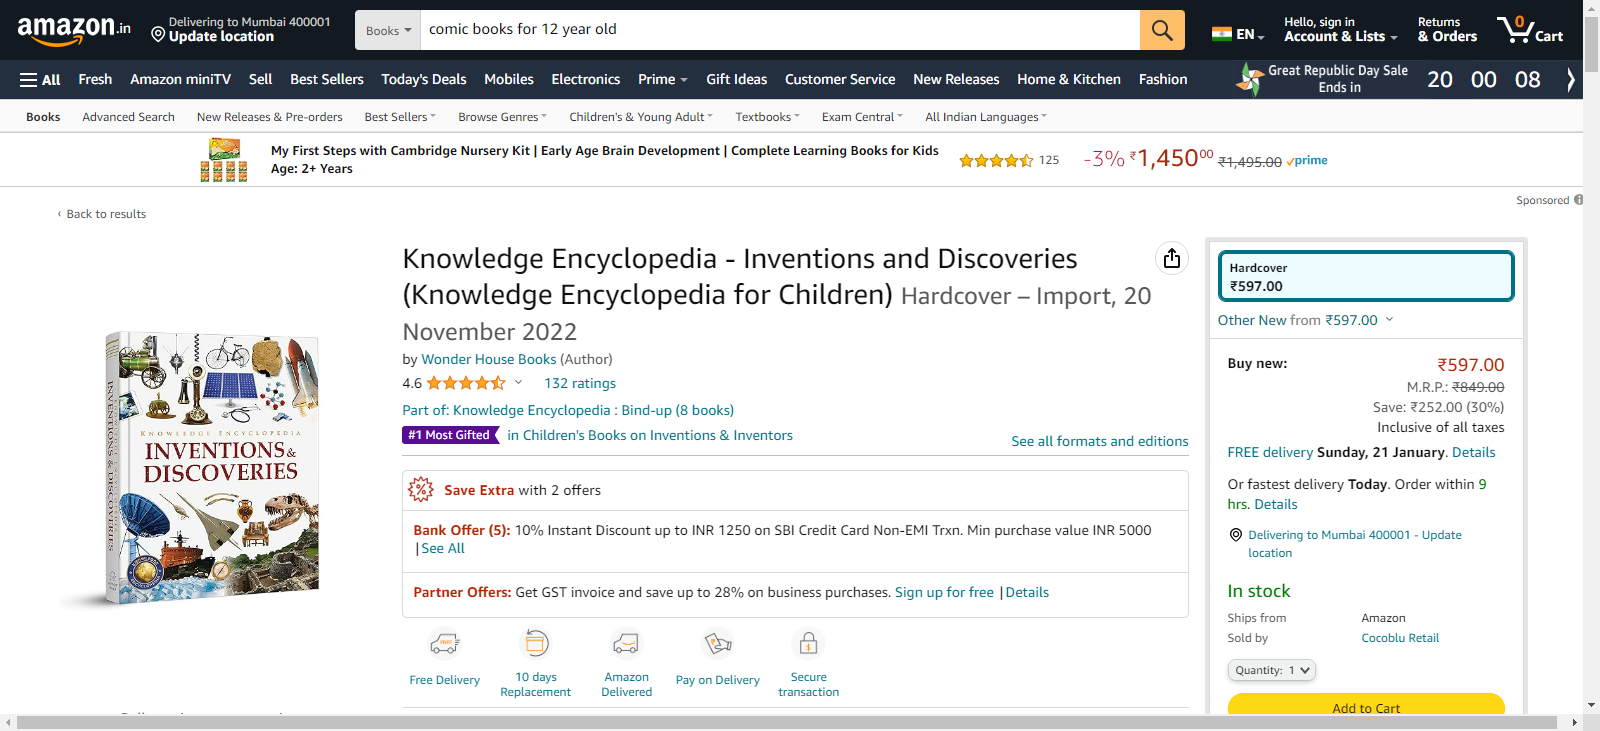 amazon.in
Delivering to Mumbai 400001
Update location
Books
comic books for 12 year old
EN
Hello, sign in
Account & Lists
Returns
& Orders
0
Cart
All Fresh Amazon miniTV Sell Best Sellers Today's Deals Mobiles Electronics Prime Gift Ideas Customer Service New Releases Home & Kitchen Fashion
Great Republic Day Sale
Ends in
20 00 08
Books Advanced Search New Releases & Pre-orders Best Sellers Browse Genres Children's & Young Adult Textbooks Exam Central All Indian Languages
My First Steps with Cambridge Nursery Kit | Early Age Brain Development | Complete Learning Books for Kids
Age: 2+ Years
125
-3% ₹1,45000 ₹1,495.00 prime
Sponsored
‹ Back to results
Knowledge Encyclopedia - Inventions and Discoveries
(Knowledge Encyclopedia for Children) Hardcover – Import, 20
November 2022
by Wonder House Books (Author)
4.6 132 ratings
Part of: Knowledge Encyclopedia : Bind-up (8 books)
#1 Most Gifted in Children's Books on Inventions & Inventors
See all formats and editions
KNOWLEDGE ENCYCLOPEDIA
INVENTIONS &
DISCOVERIES
INVENTIONS & DISCOVERIES
Save Extra with 2 offers
Bank Offer (5): 10% Instant Discount up to INR 1250 on SBI Credit Card Non-EMI Trxn. Min purchase value INR 5000
| See All
Partner Offers: Get GST invoice and save up to 28% on business purchases. Sign up for free | Details
FREE
Free Delivery
10 days
Replacement
Amazon
Delivered
Pay on Delivery
Secure
transaction
Hardcover
₹597.00
Other New from ₹597.00
Buy new:
₹597.00
M.R.P.: ₹849.00
Save: ₹252.00 (30%)
Inclusive of all taxes
FREE delivery Sunday, 21 January. Details
Or fastest delivery Today. Order within 9
hrs. Details
Delivering to Mumbai 400001 - Update
location
In stock
Ships from Amazon
Sold by Cocoblu Retail
Quantity: 1
Add to Cart